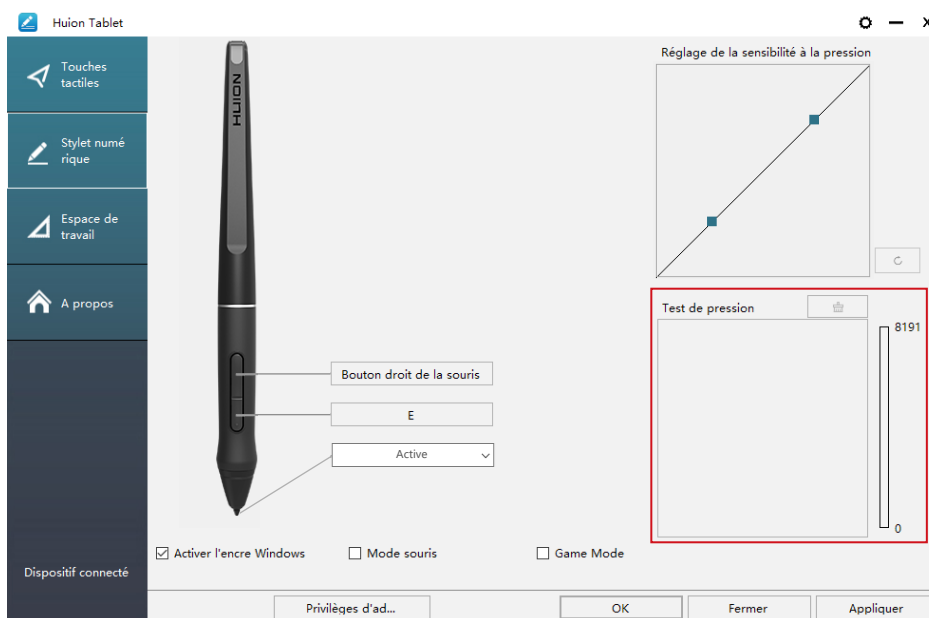 Huion Tablet
Touches
tactiles
Stylet numé
rique
Espace de
travail
A propos
Dispositif connecté
HUION
Bouton droit de la souris
E
Active
Activer l'encre Windows
Mode souris
Game Mode
Réglage de la sensibilité à la pression
Test de pression
8191
0
Privilèges d'ad...
OK
Fermer
Appliquer